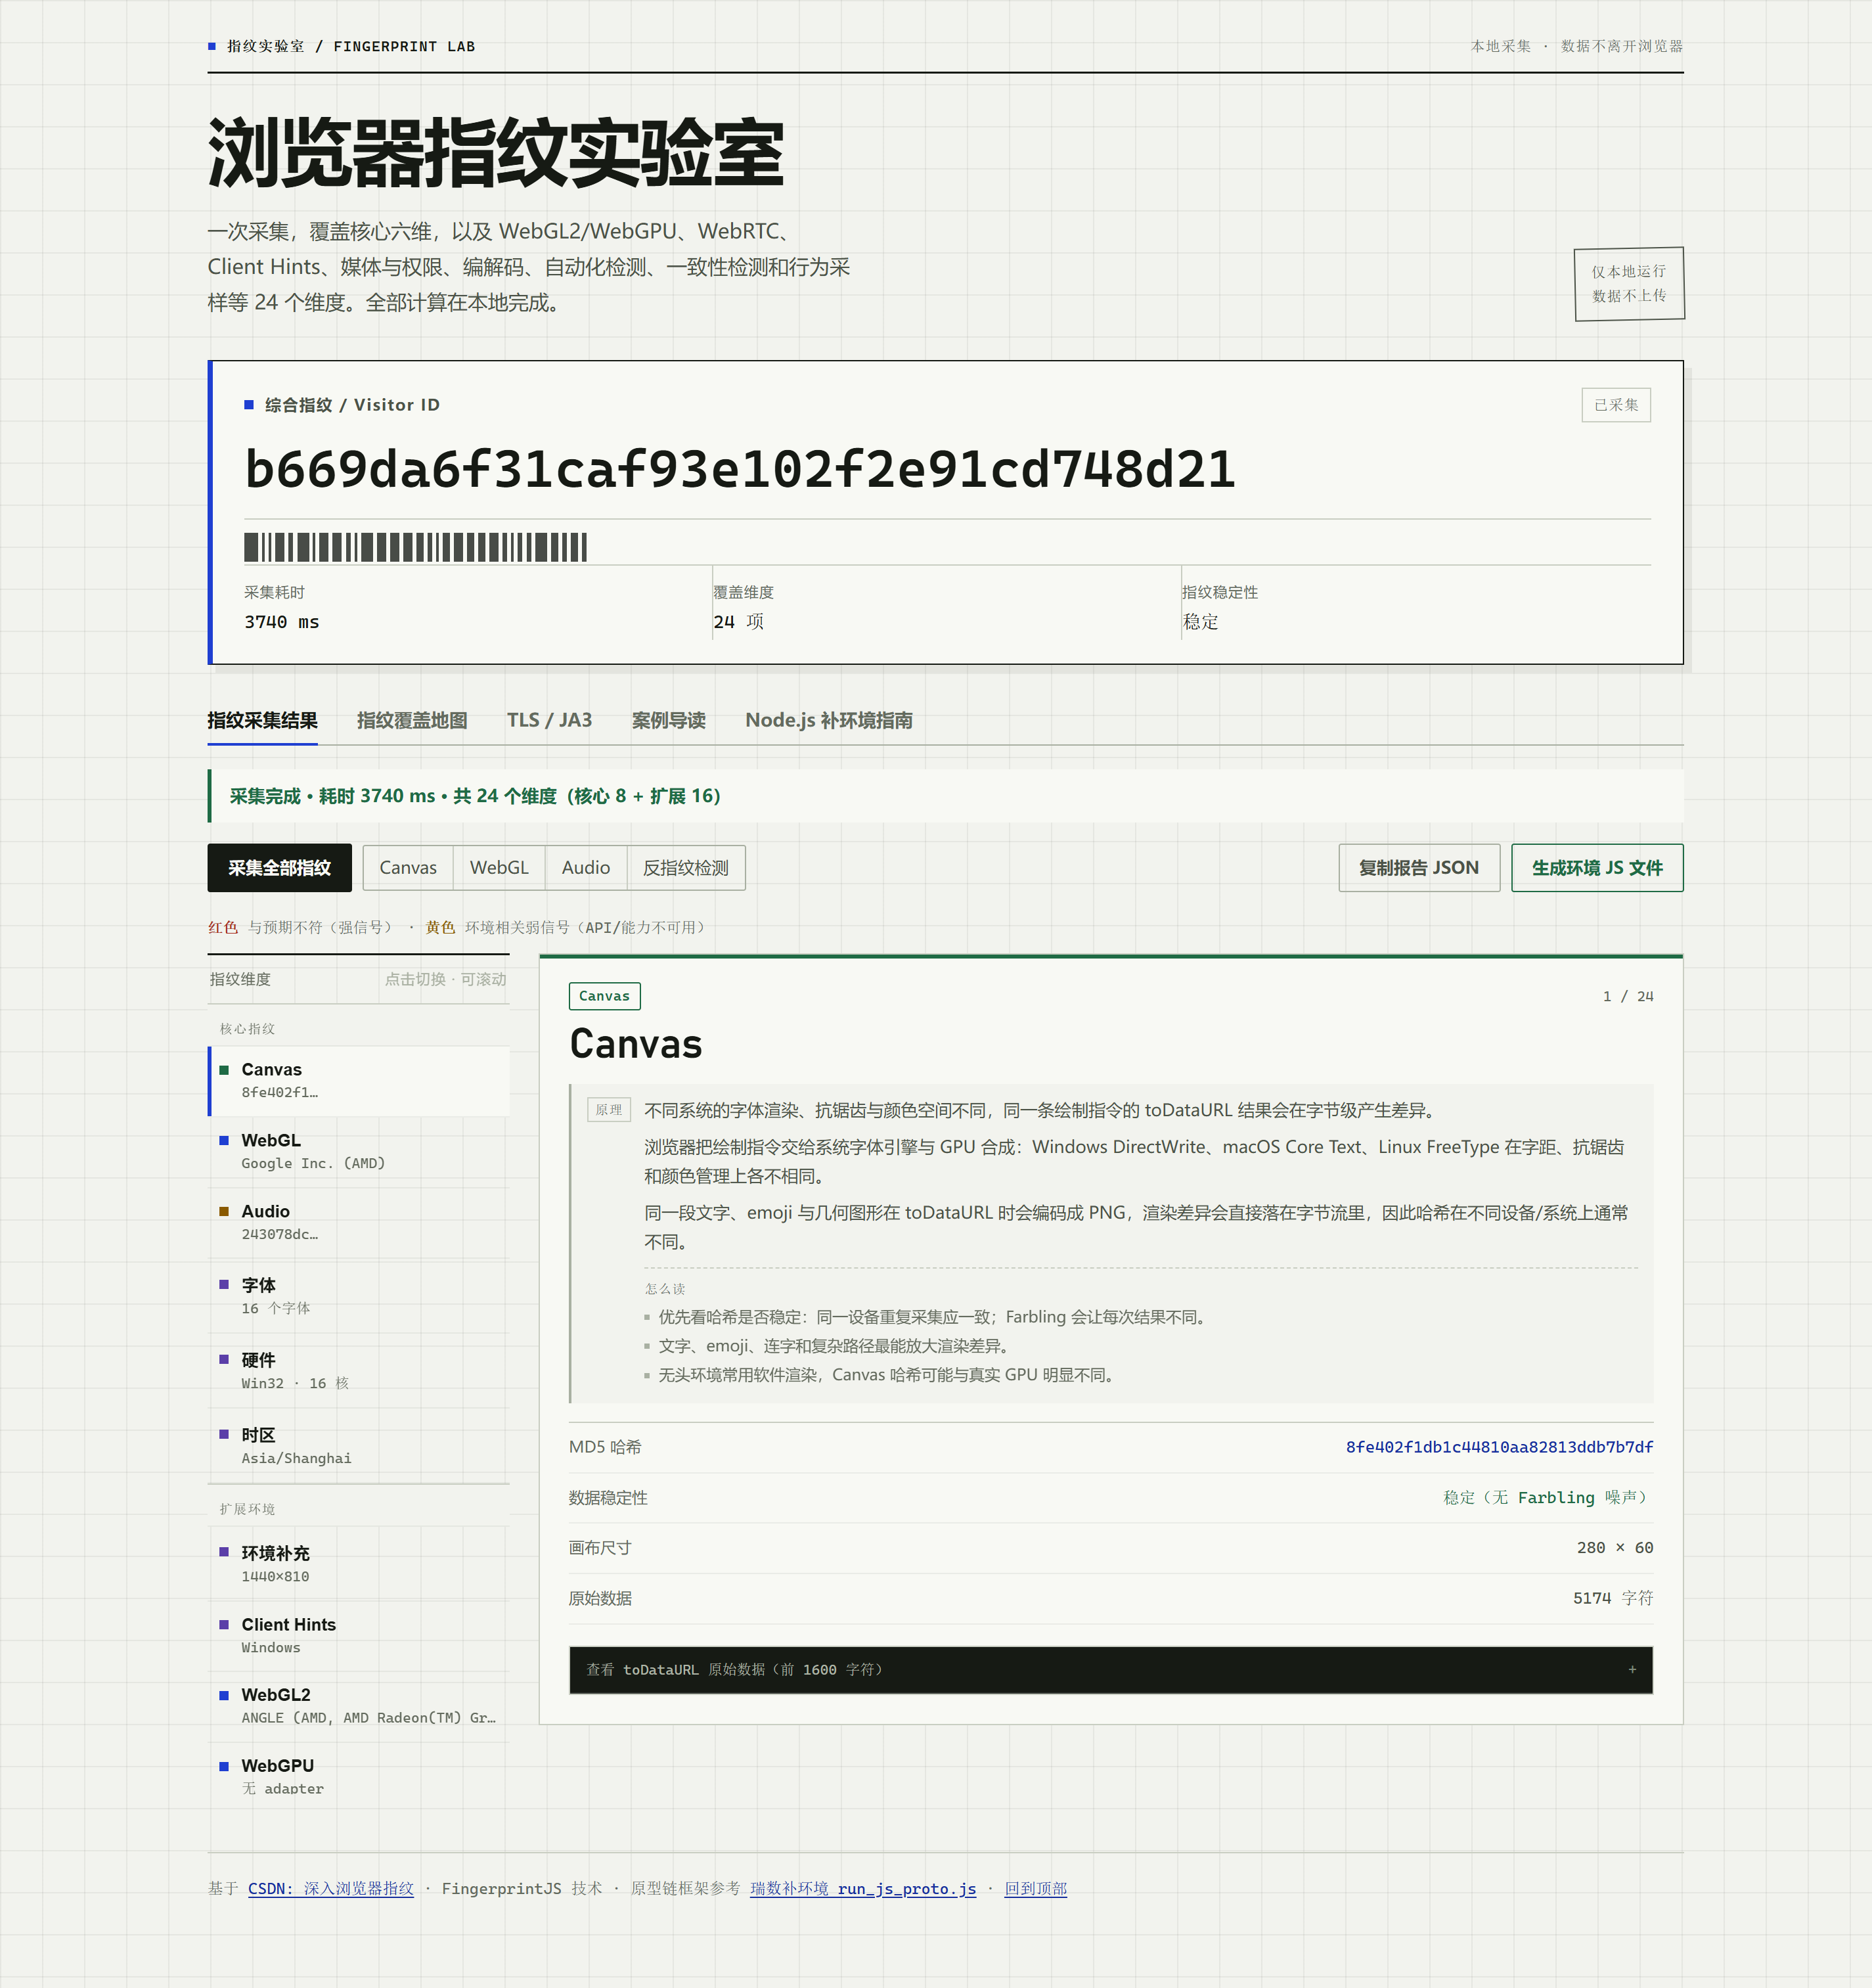 指纹实验室 / FINGERPRINT LAB
本地采集 · 数据不离开浏览器
浏览器指纹实验室
一次采集，覆盖核心六维，以及 WebGL2/WebGPU、WebRTC、
Client Hints、媒体与权限、编解码、自动化检测、一致性检测和行为采
样等 24 个维度。全部计算在本地完成。
仅本地运行
数据不上传
综合指纹 / Visitor ID
已采集
b669da6f31caf93e102f2e91cd748d21
采集耗时
3740 ms
覆盖维度
24 项
指纹稳定性
稳定
指纹采集结果
指纹覆盖地图
TLS / JA3
案例导读
Node.js 补环境指南
采集完成 • 耗时 3740 ms • 共 24 个维度（核心 8 + 扩展 16）
采集全部指纹
Canvas
WebGL
Audio
反指纹检测
复制报告 JSON
生成环境 JS 文件
红色 与预期不符（强信号） · 黄色 环境相关弱信号（API/能力不可用）
指纹维度
点击切换 · 可滚动
核心指纹
Canvas
8fe402f1…
WebGL
Google Inc. (AMD)
Audio
243078dc…
字体
16 个字体
硬件
Win32 · 16 核
时区
Asia/Shanghai
扩展环境
环境补充
1440×810
Client Hints
Windows
WebGL2
ANGLE (AMD, AMD Radeon(TM) Gr…
WebGPU
无 adapter
Canvas
1 / 24
Canvas
原理
不同系统的字体渲染、抗锯齿与颜色空间不同，同一条绘制指令的 toDataURL 结果会在字节级产生差异。
浏览器把绘制指令交给系统字体引擎与 GPU 合成：Windows DirectWrite、macOS Core Text、Linux FreeType 在字距、抗锯齿
和颜色管理上各不相同。
同一段文字、emoji 与几何图形在 toDataURL 时会编码成 PNG，渲染差异会直接落在字节流里，因此哈希在不同设备/系统上通常
不同。
怎么读
优先看哈希是否稳定：同一设备重复采集应一致；Farbling 会让每次结果不同。
文字、emoji、连字和复杂路径最能放大渲染差异。
无头环境常用软件渲染，Canvas 哈希可能与真实 GPU 明显不同。
MD5 哈希
8fe402f1db1c44810aa82813ddb7b7df
数据稳定性
稳定（无 Farbling 噪声）
画布尺寸
280 × 60
原始数据
5174 字符
查看 toDataURL 原始数据（前 1600 字符）
+
基于 CSDN: 深入浏览器指纹 · FingerprintJS 技术 · 原型链框架参考 瑞数补环境 run_js_proto.js · 回到顶部